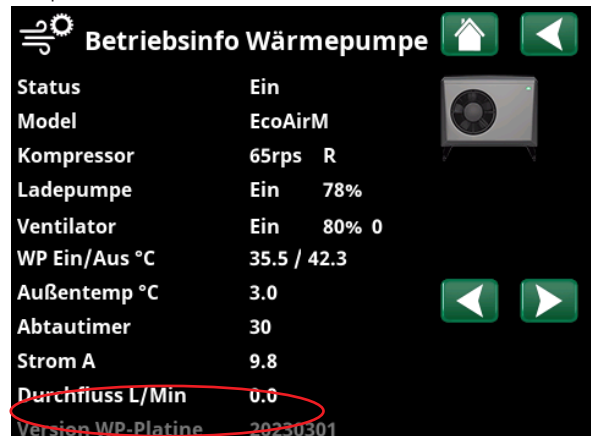 Betriebsinfo Wärmepumpe
Status Ein
Model EcoAirM
Kompressor 65rps R
Ladepumpe Ein 78%
Ventilator Ein 80% 0
WP Ein/Aus °C 35.5 / 42.3
Außentemp °C 3.0
Abtautimer 30
Strom A 9.8
Durchfluss L/Min 0.0
Version WP-Platine 20230301